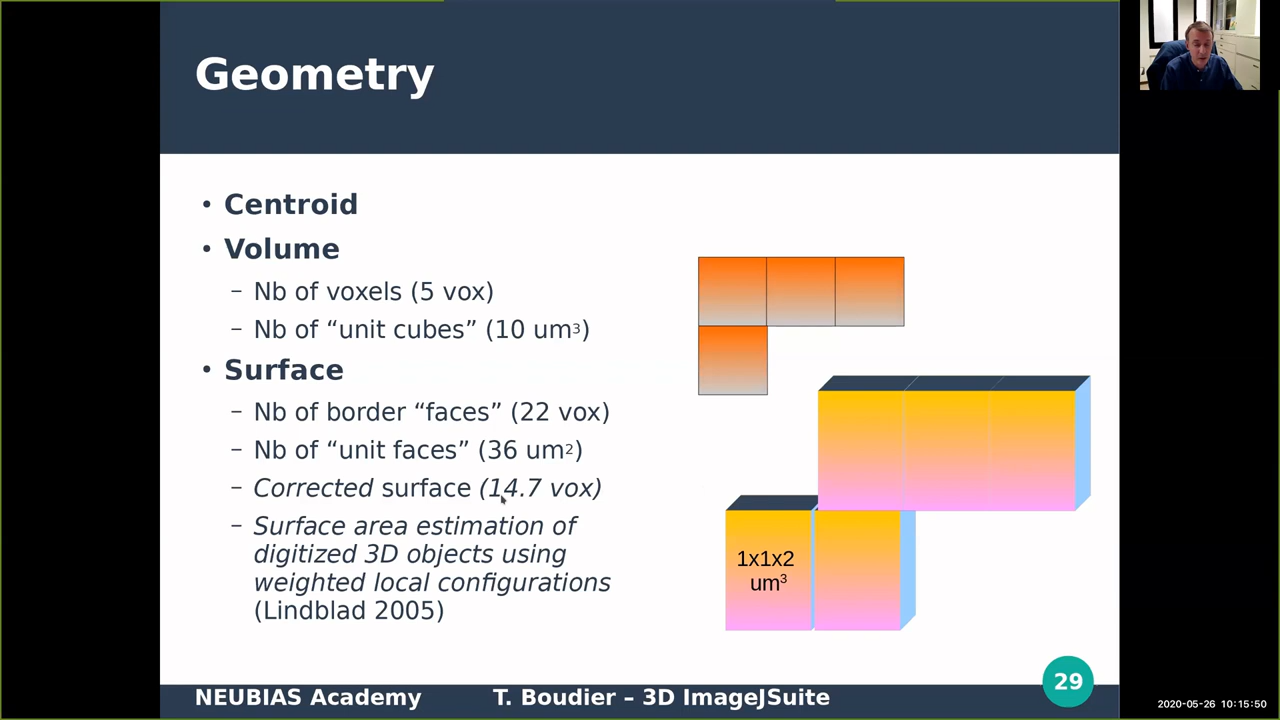 Geometry
• Centroid
• Volume
– Nb of voxels (5 vox)
– Nb of “unit cubes” (10 um³)
• Surface
– Nb of border “faces” (22 vox)
– Nb of “unit faces” (36 um²)
– Corrected surface (14.7 vox)
– Surface area estimation of
digitized 3D objects using
weighted local configurations
(Lindblad 2005)
1x1x2
um³
29
NEUBIAS Academy T. Boudier – 3D ImageJSuite
2020-05-26 10:15:50